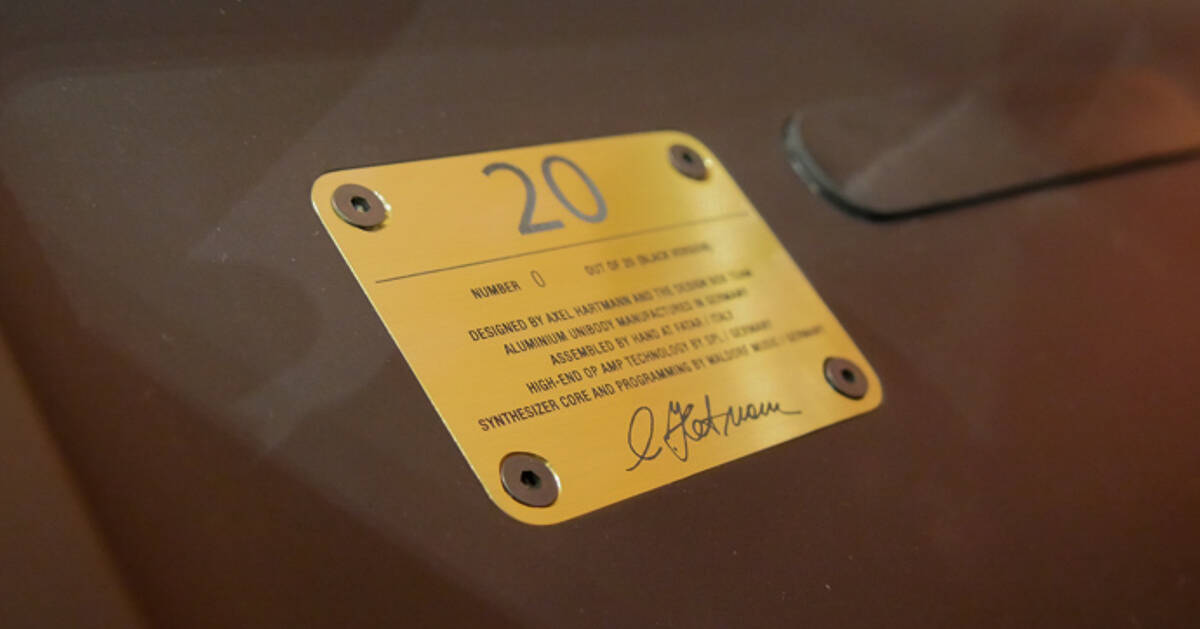 20
NUMBER 0 OUT OF 20 (BLACK VERSION)
DESIGNED BY AXEL HARTMANN AND THE DESIGN BOX TEAM
ALUMINIUM UNIBODY MANUFACTURED IN GERMANY
ASSEMBLED BY HAND AT FATAR / ITALY
HIGH-END OP AMP TECHNOLOGY BY SPL / GERMANY
SYNTHESIZER CORE AND PROGRAMMING BY WALDORF MUSIC / GERMANY